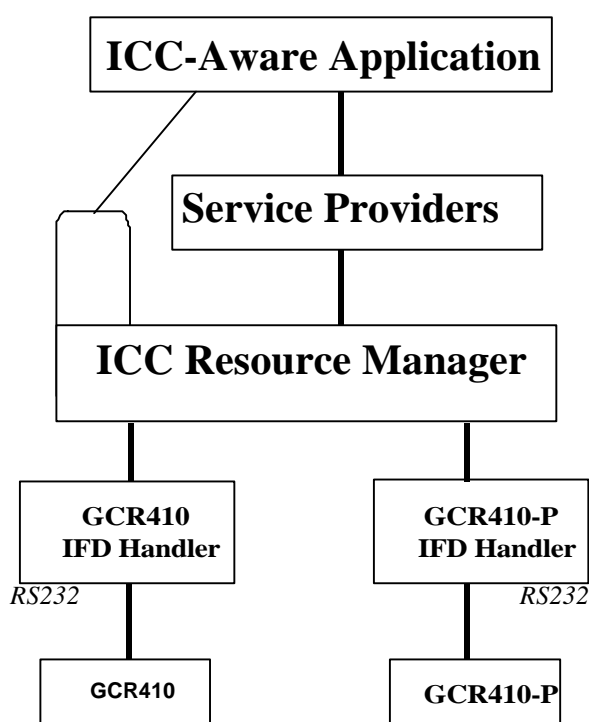 ICC-Aware Application
Service Providers
ICC Resource Manager
GCR410
IFD Handler
GCR410-P
IFD Handler
RS232
RS232
GCR410
GCR410-P